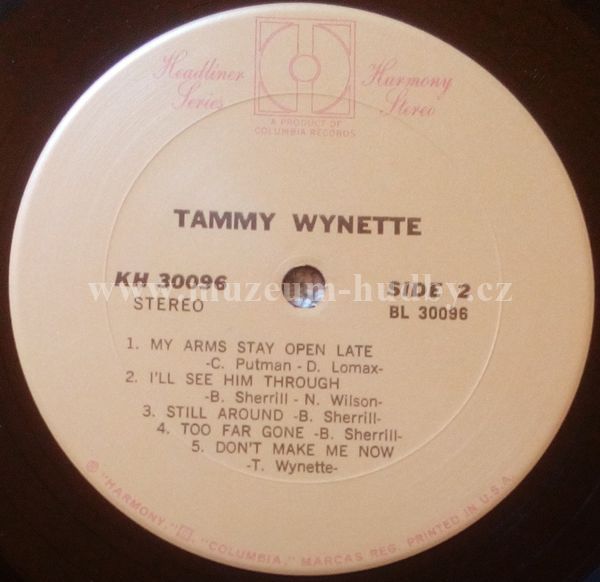 Headliner Series
Harmony Stereo
A PRODUCT OF
COLUMBIA RECORDS
TAMMY WYNETTE
KH 30096
STEREO
SIDE 2
BL 30096
www.muzeum-hudby.cz
1. MY ARMS STAY OPEN LATE
-C. Putman - D. Lomax-
2. I'LL SEE HIM THROUGH
-B. Sherrill - N. Wilson-
3. STILL AROUND -B. Sherrill-
4. TOO FAR GONE -B. Sherrill-
5. DON'T MAKE ME NOW
-T. Wynette-
® "HARMONY," "COLUMBIA," MARCAS REG. PRINTED IN U.S.A.